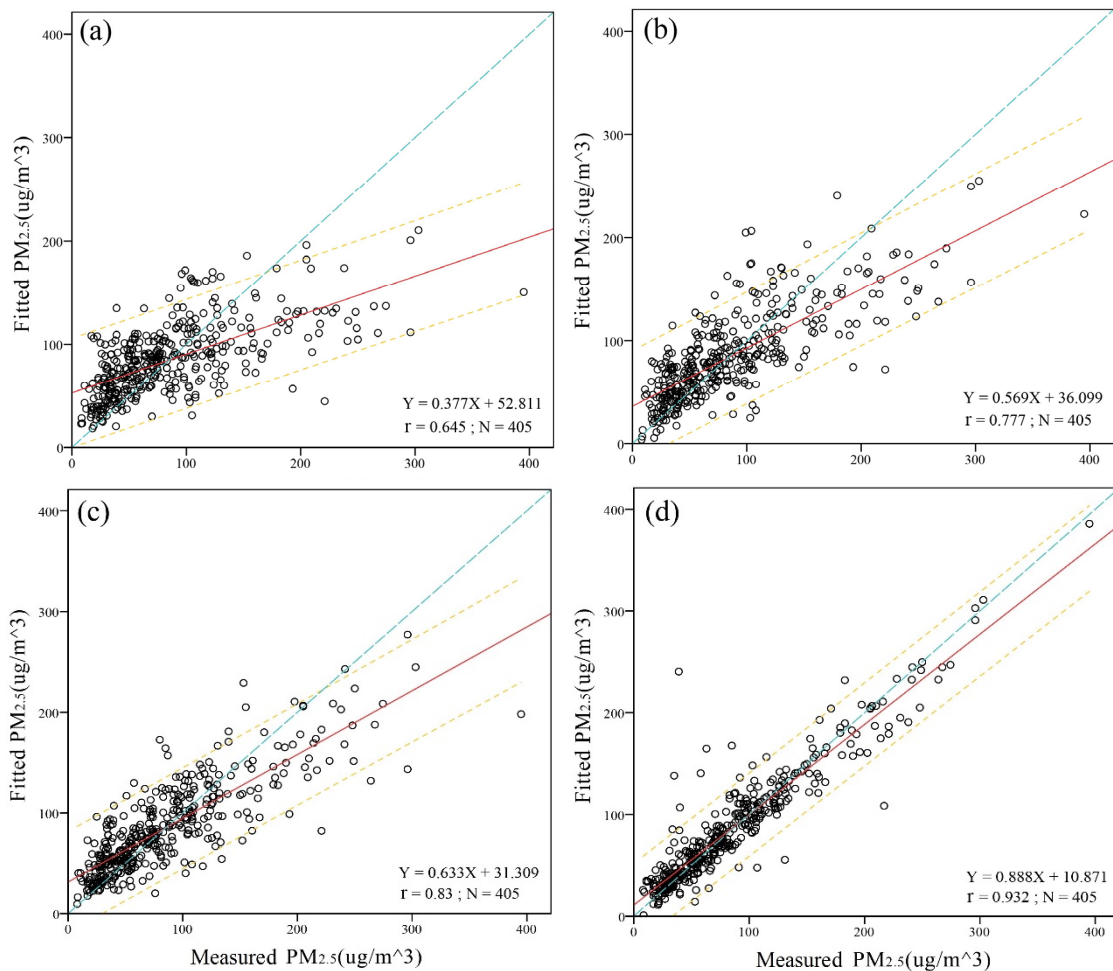 (a)
400
300
200
100
0
Fitted PM2.5(ug/m^3)
Y = 0.377X + 52.811
r = 0.645 ; N = 405
0 100 200 300 400
(b)
400
300
200
100
0
Fitted PM2.5(ug/m^3)
Y = 0.569X + 36.099
r = 0.777 ; N = 405
0 100 200 300 400
(c)
400
300
200
100
0
Fitted PM2.5(ug/m^3)
Y = 0.633X + 31.309
r = 0.83 ; N = 405
0 100 200 300 400
Measured PM2.5(ug/m^3)
(d)
400
300
200
100
0
Fitted PM2.5(ug/m^3)
Y = 0.888X + 10.871
r = 0.932 ; N = 405
0 100 200 300 400
Measured PM2.5(ug/m^3)